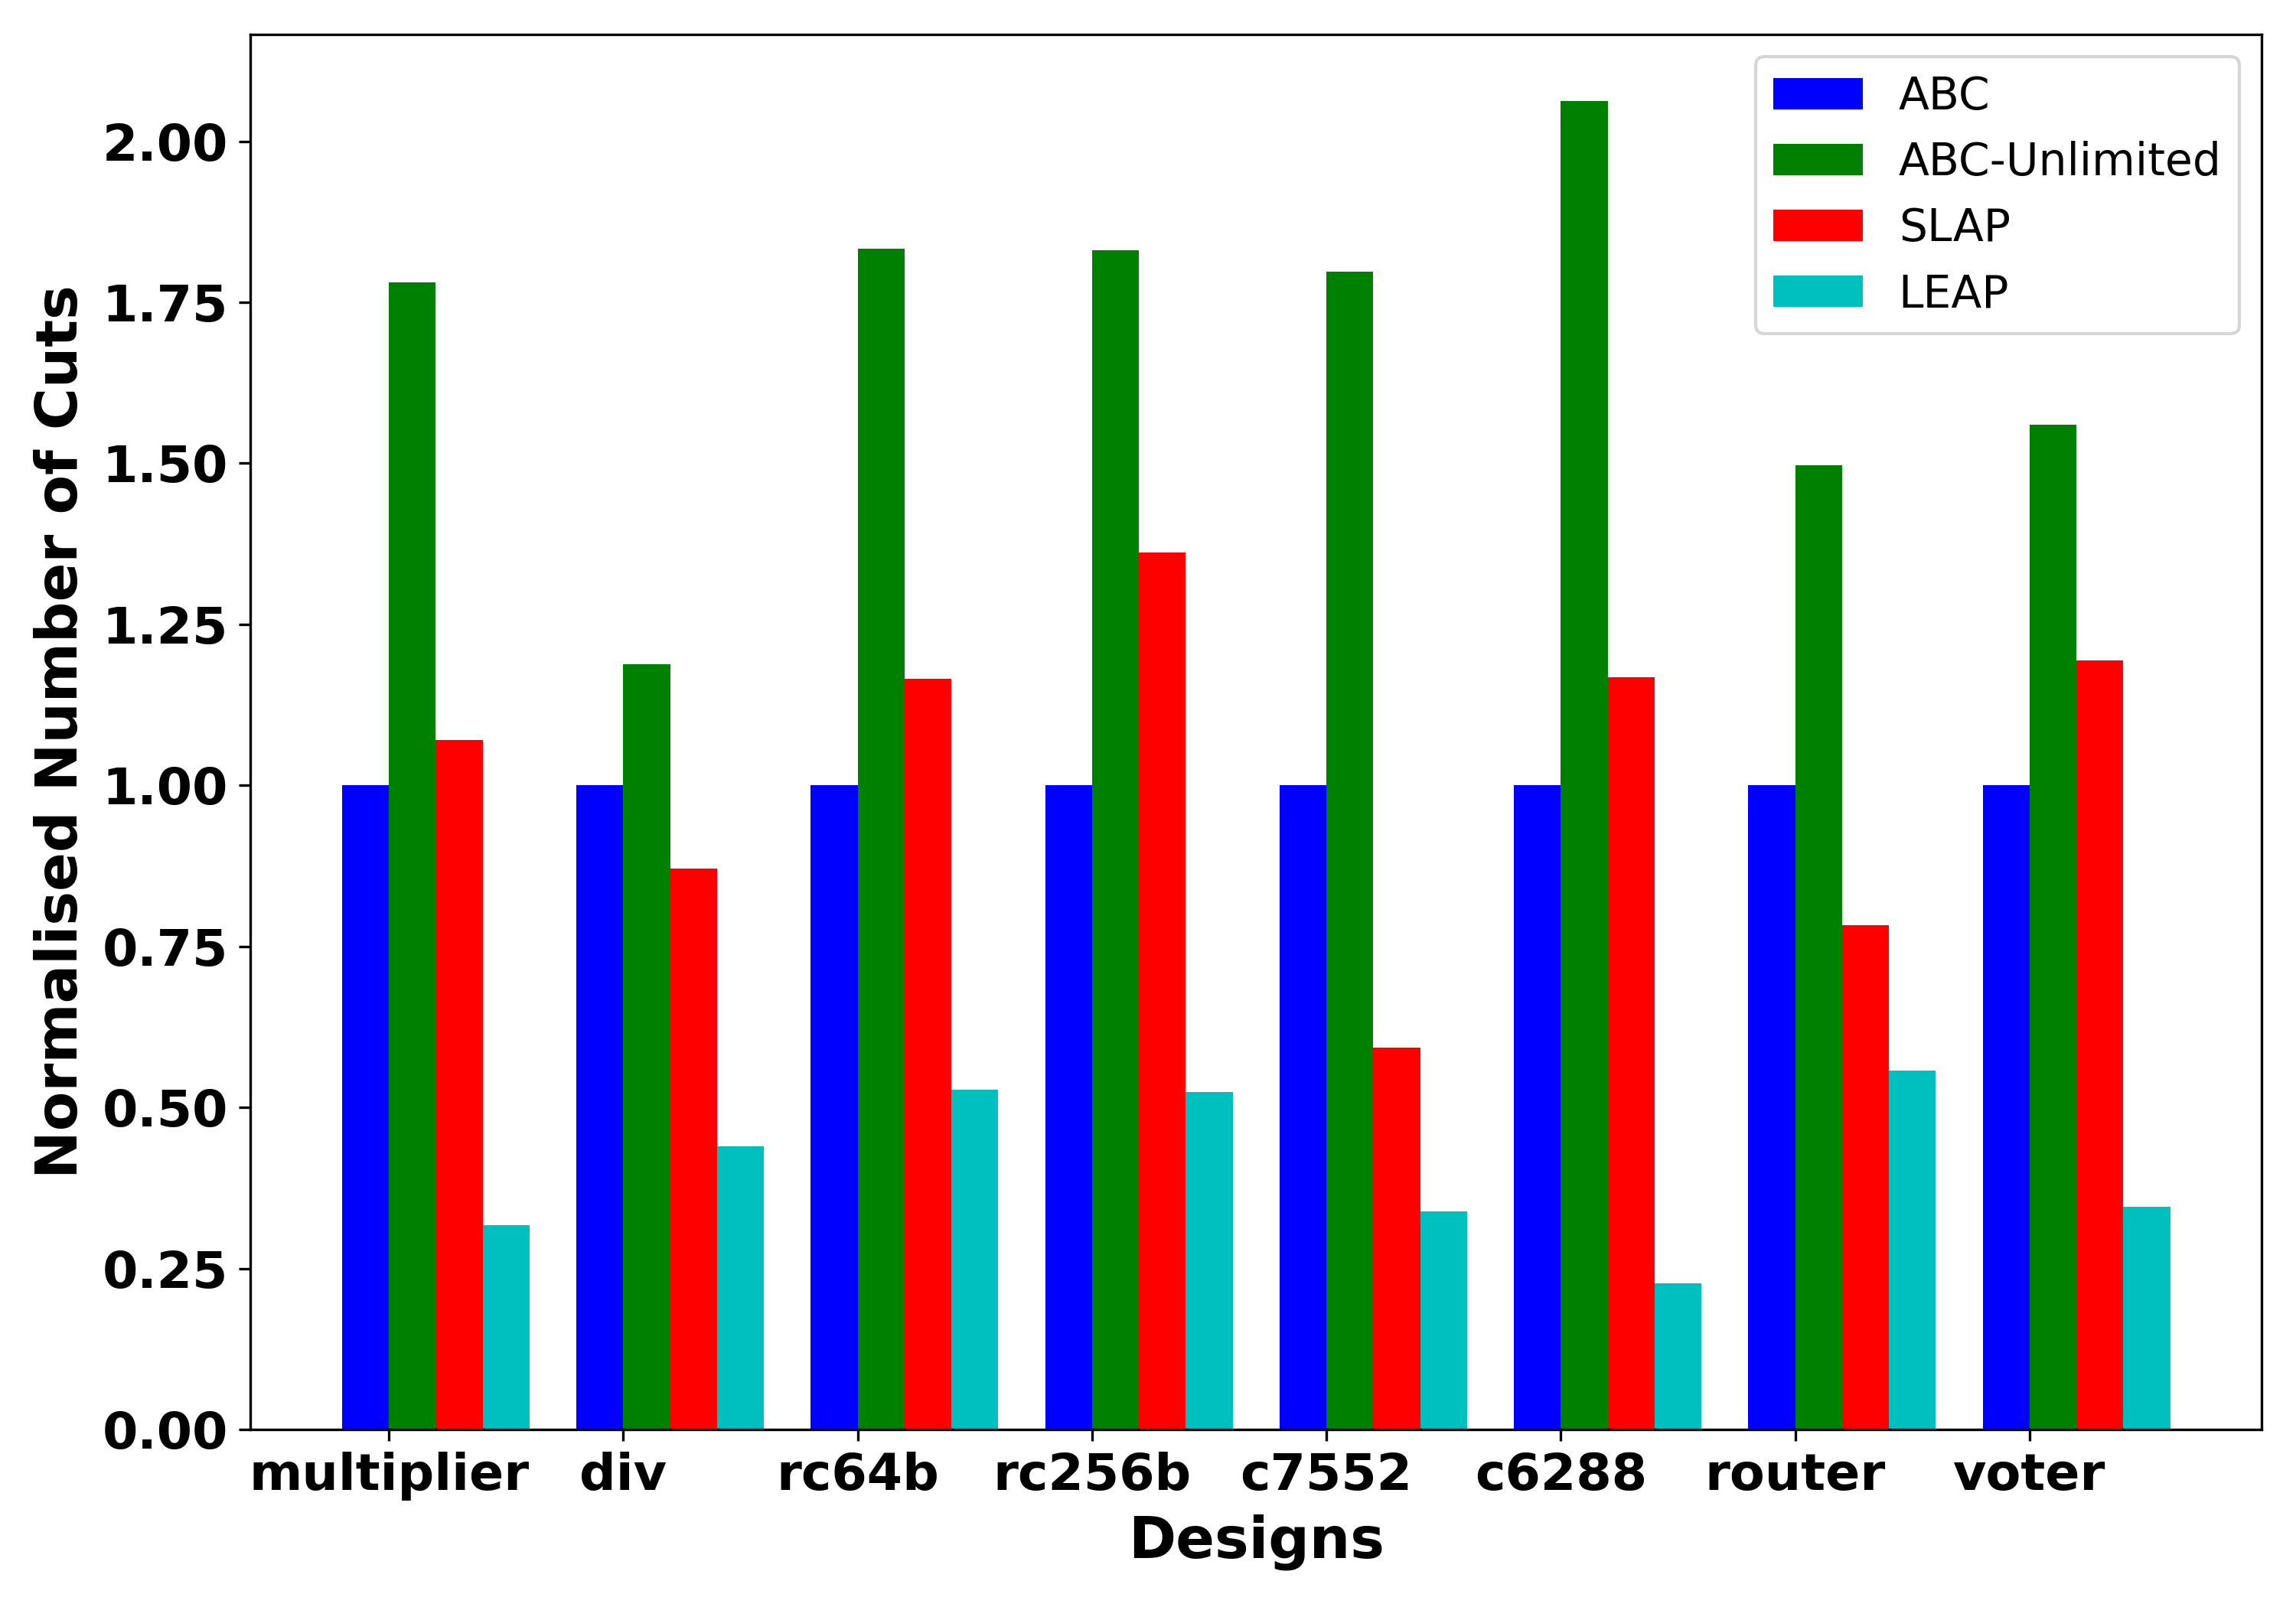 ABC
ABC-Unlimited
SLAP
LEAP
Normalised Number of Cuts
2.00
1.75
1.50
1.25
1.00
0.75
0.50
0.25
0.00
multiplier div rc64b rc256b c7552 c6288 router voter
Designs